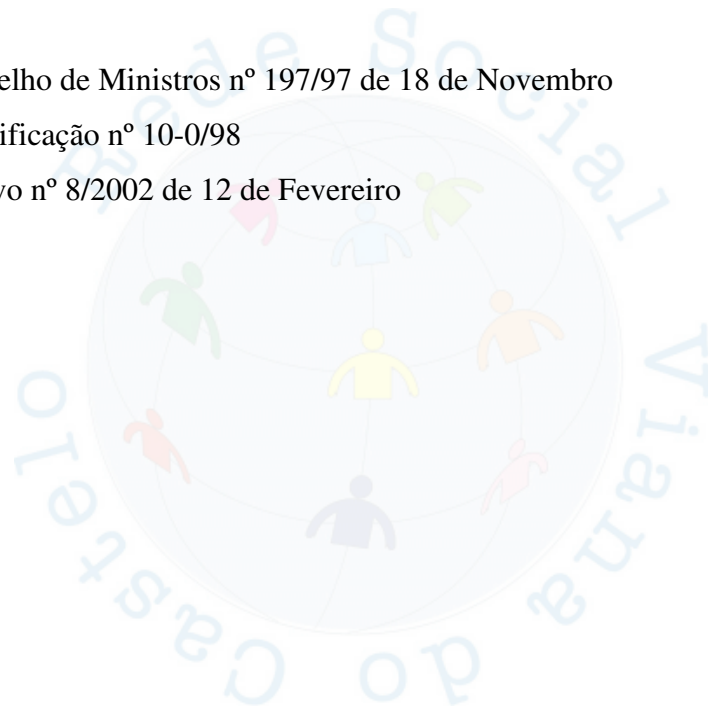 elho de Ministros nº 197/97 de 18 de Novembro
ificação nº 10-0/98
vo nº 8/2002 de 12 de Fevereiro
Rede Social
Viana do Castelo